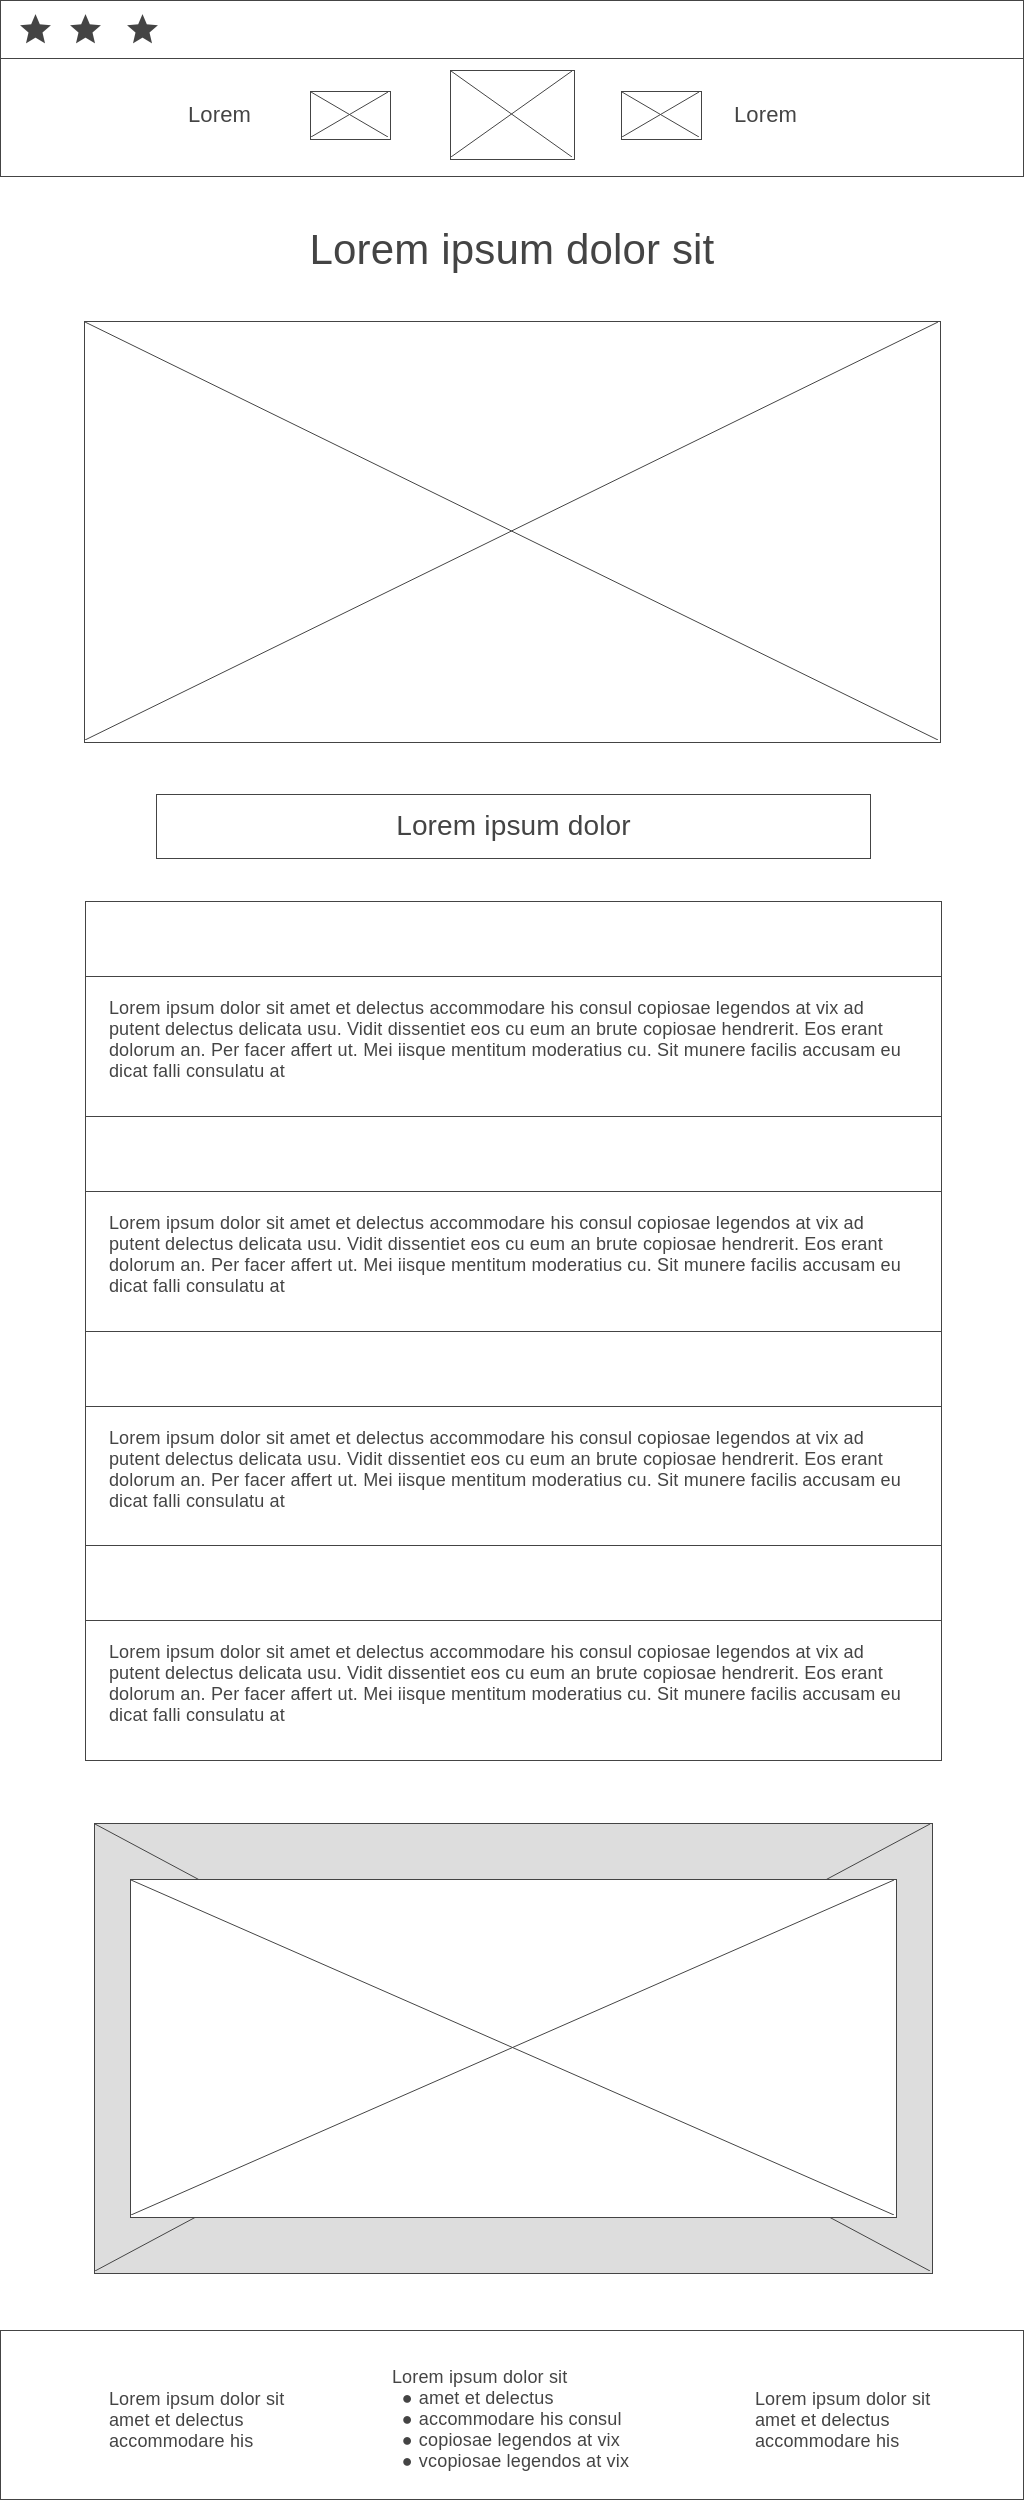 Lorem
Lorem
Lorem ipsum dolor sit
Lorem ipsum dolor
Lorem ipsum dolor sit amet et delectus accommodare his consul copiosae legendos at vix ad
putent delectus delicata usu. Vidit dissentiet eos cu eum an brute copiosae hendrerit. Eos erant
dolorum an. Per facer affert ut. Mei iisque mentitum moderatius cu. Sit munere facilis accusam eu
dicat falli consulatu at
Lorem ipsum dolor sit amet et delectus accommodare his consul copiosae legendos at vix ad
putent delectus delicata usu. Vidit dissentiet eos cu eum an brute copiosae hendrerit. Eos erant
dolorum an. Per facer affert ut. Mei iisque mentitum moderatius cu. Sit munere facilis accusam eu
dicat falli consulatu at
Lorem ipsum dolor sit amet et delectus accommodare his consul copiosae legendos at vix ad
putent delectus delicata usu. Vidit dissentiet eos cu eum an brute copiosae hendrerit. Eos erant
dolorum an. Per facer affert ut. Mei iisque mentitum moderatius cu. Sit munere facilis accusam eu
dicat falli consulatu at
Lorem ipsum dolor sit amet et delectus accommodare his consul copiosae legendos at vix ad
putent delectus delicata usu. Vidit dissentiet eos cu eum an brute copiosae hendrerit. Eos erant
dolorum an. Per facer affert ut. Mei iisque mentitum moderatius cu. Sit munere facilis accusam eu
dicat falli consulatu at
Lorem ipsum dolor sit
amet et delectus
accommodare his
Lorem ipsum dolor sit
● amet et delectus
● accommodare his consul
● copiosae legendos at vix
● vcopiosae legendos at vix
Lorem ipsum dolor sit
amet et delectus
accommodare his